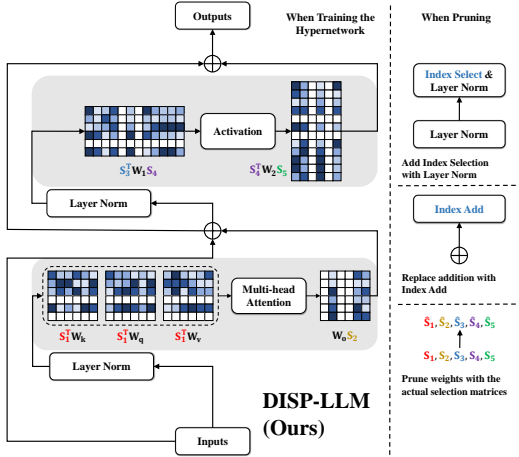 Outputs
When Training the
Hypernetwork
Activation
S₃ᵀW₁S₄
S₄ᵀW₂S₅
Layer Norm
Multi-head
Attention
S₁ᵀWₖ
S₁ᵀW_q
S₁ᵀWᵥ
WₒS₂
Layer Norm
DISP-LLM
(Ours)
Inputs
When Pruning
Index Select &
Layer Norm
Layer Norm
Add Index Selection
with Layer Norm
Index Add
Replace addition with
Index Add
Ŝ₁, Ŝ₂, Ŝ₃, Ŝ₄, Ŝ₅
S₁, S₂, S₃, S₄, S₅
Prune weights with the
actual selection matrices